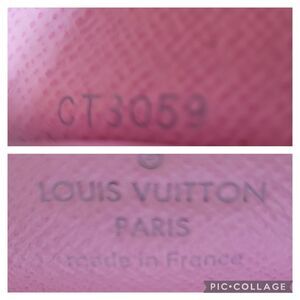 CT3059
LOUIS VUITTON
PARIS
made in France
PIC•COLLAGE